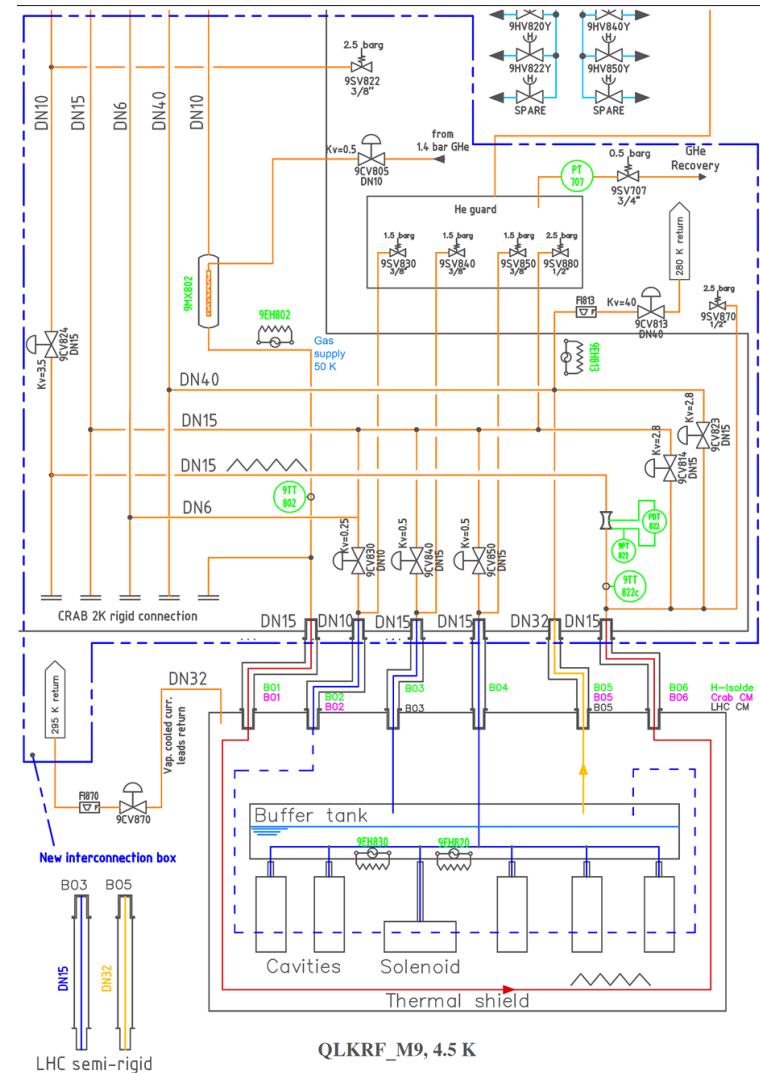 9HV820Y
9HV840Y
H
H
9HV822Y
9HV850Y
H
H
SPARE
SPARE
2.5 barg
9SV822
3/8"
DN10
DN15
DN6
DN40
DN10
Kv=0.5
9CV805
DN10
from
1.4 bar GHe
PT
707
0.5 barg
9SV707
3/4"
GHe
Recovery
He guard
1.5 barg
9SV830
3/8"
1.5 barg
9SV840
3/8"
1.5 barg
9SV850
3/8"
2.5 barg
9SV880
1/2"
280 K return
9MX802
9EH802
Gas
supply
50 K
FI813
Kv=40
9CV813
DN40
2.5 barg
9SV870
1/2"
9CV824
DN15
Kv=3.5
9EH813
DN40
DN15
DN15
DN6
Kv=2.8
9CV823
DN15
Kv=2.8
9CV814
DN15
9TT
802
PDT
822
9PT
822
9TT
822c
Kv=0.25
9CV830
DN10
Kv=0.5
9CV840
DN15
Kv=0.5
9CV850
DN15
CRAB 2K rigid connection
DN15
DN10
DN15
DN15
DN32
DN15
...
...
295 K return
DN32
Vap. cooled curr.
leads return
FI870
9CV870
B01
B01
B02
B02
B03
B03
B04
B05
B05
B05
B06
B06
H-Isolde
Crab CM
LHC CM
Buffer tank
9EH830
9EH820
Cavities
Solenoid
Thermal shield
New interconnection box
B03
B05
DN15
DN32
LHC semi-rigid
QLKRF_M9, 4.5 K